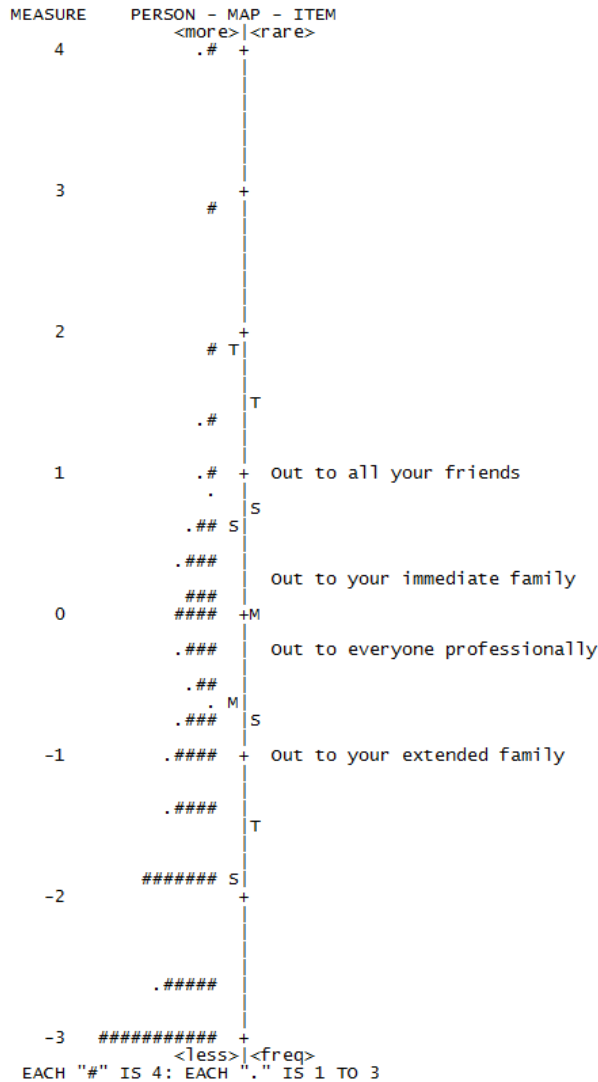 MEASURE PERSON - MAP - ITEM
<more>|<rare>
4 .# +
|
|
|
|
|
|
|
|
|
3 +
# |
|
|
|
|
|
|
|
|
2 +
# T|
|
|
|
|T
.# |
|
|
|
1 .# + Out to all your friends
. |
|S
.## S|
|
.### |
| Out to your immediate family
### |
0 #### +M
|
.### | Out to everyone professionally
|
.## |
. M|
.### |S
|
-1 .#### + Out to your extended family
|
|
|
.#### |
|T
|
|
|
####### S|
-2 +
|
|
|
|
|
.##### |
|
|
|
-3 ########### +
<less>|<freq>
EACH "#" IS 4: EACH "." IS 1 TO 3